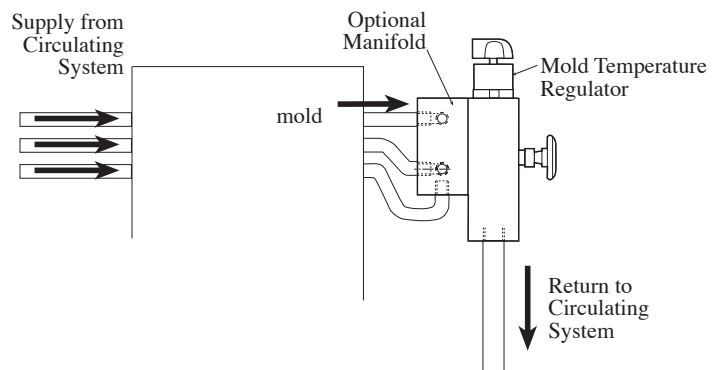 Supply from
Circulating
System
Optional
Manifold
Mold Temperature
Regulator
mold
Return to
Circulating
System